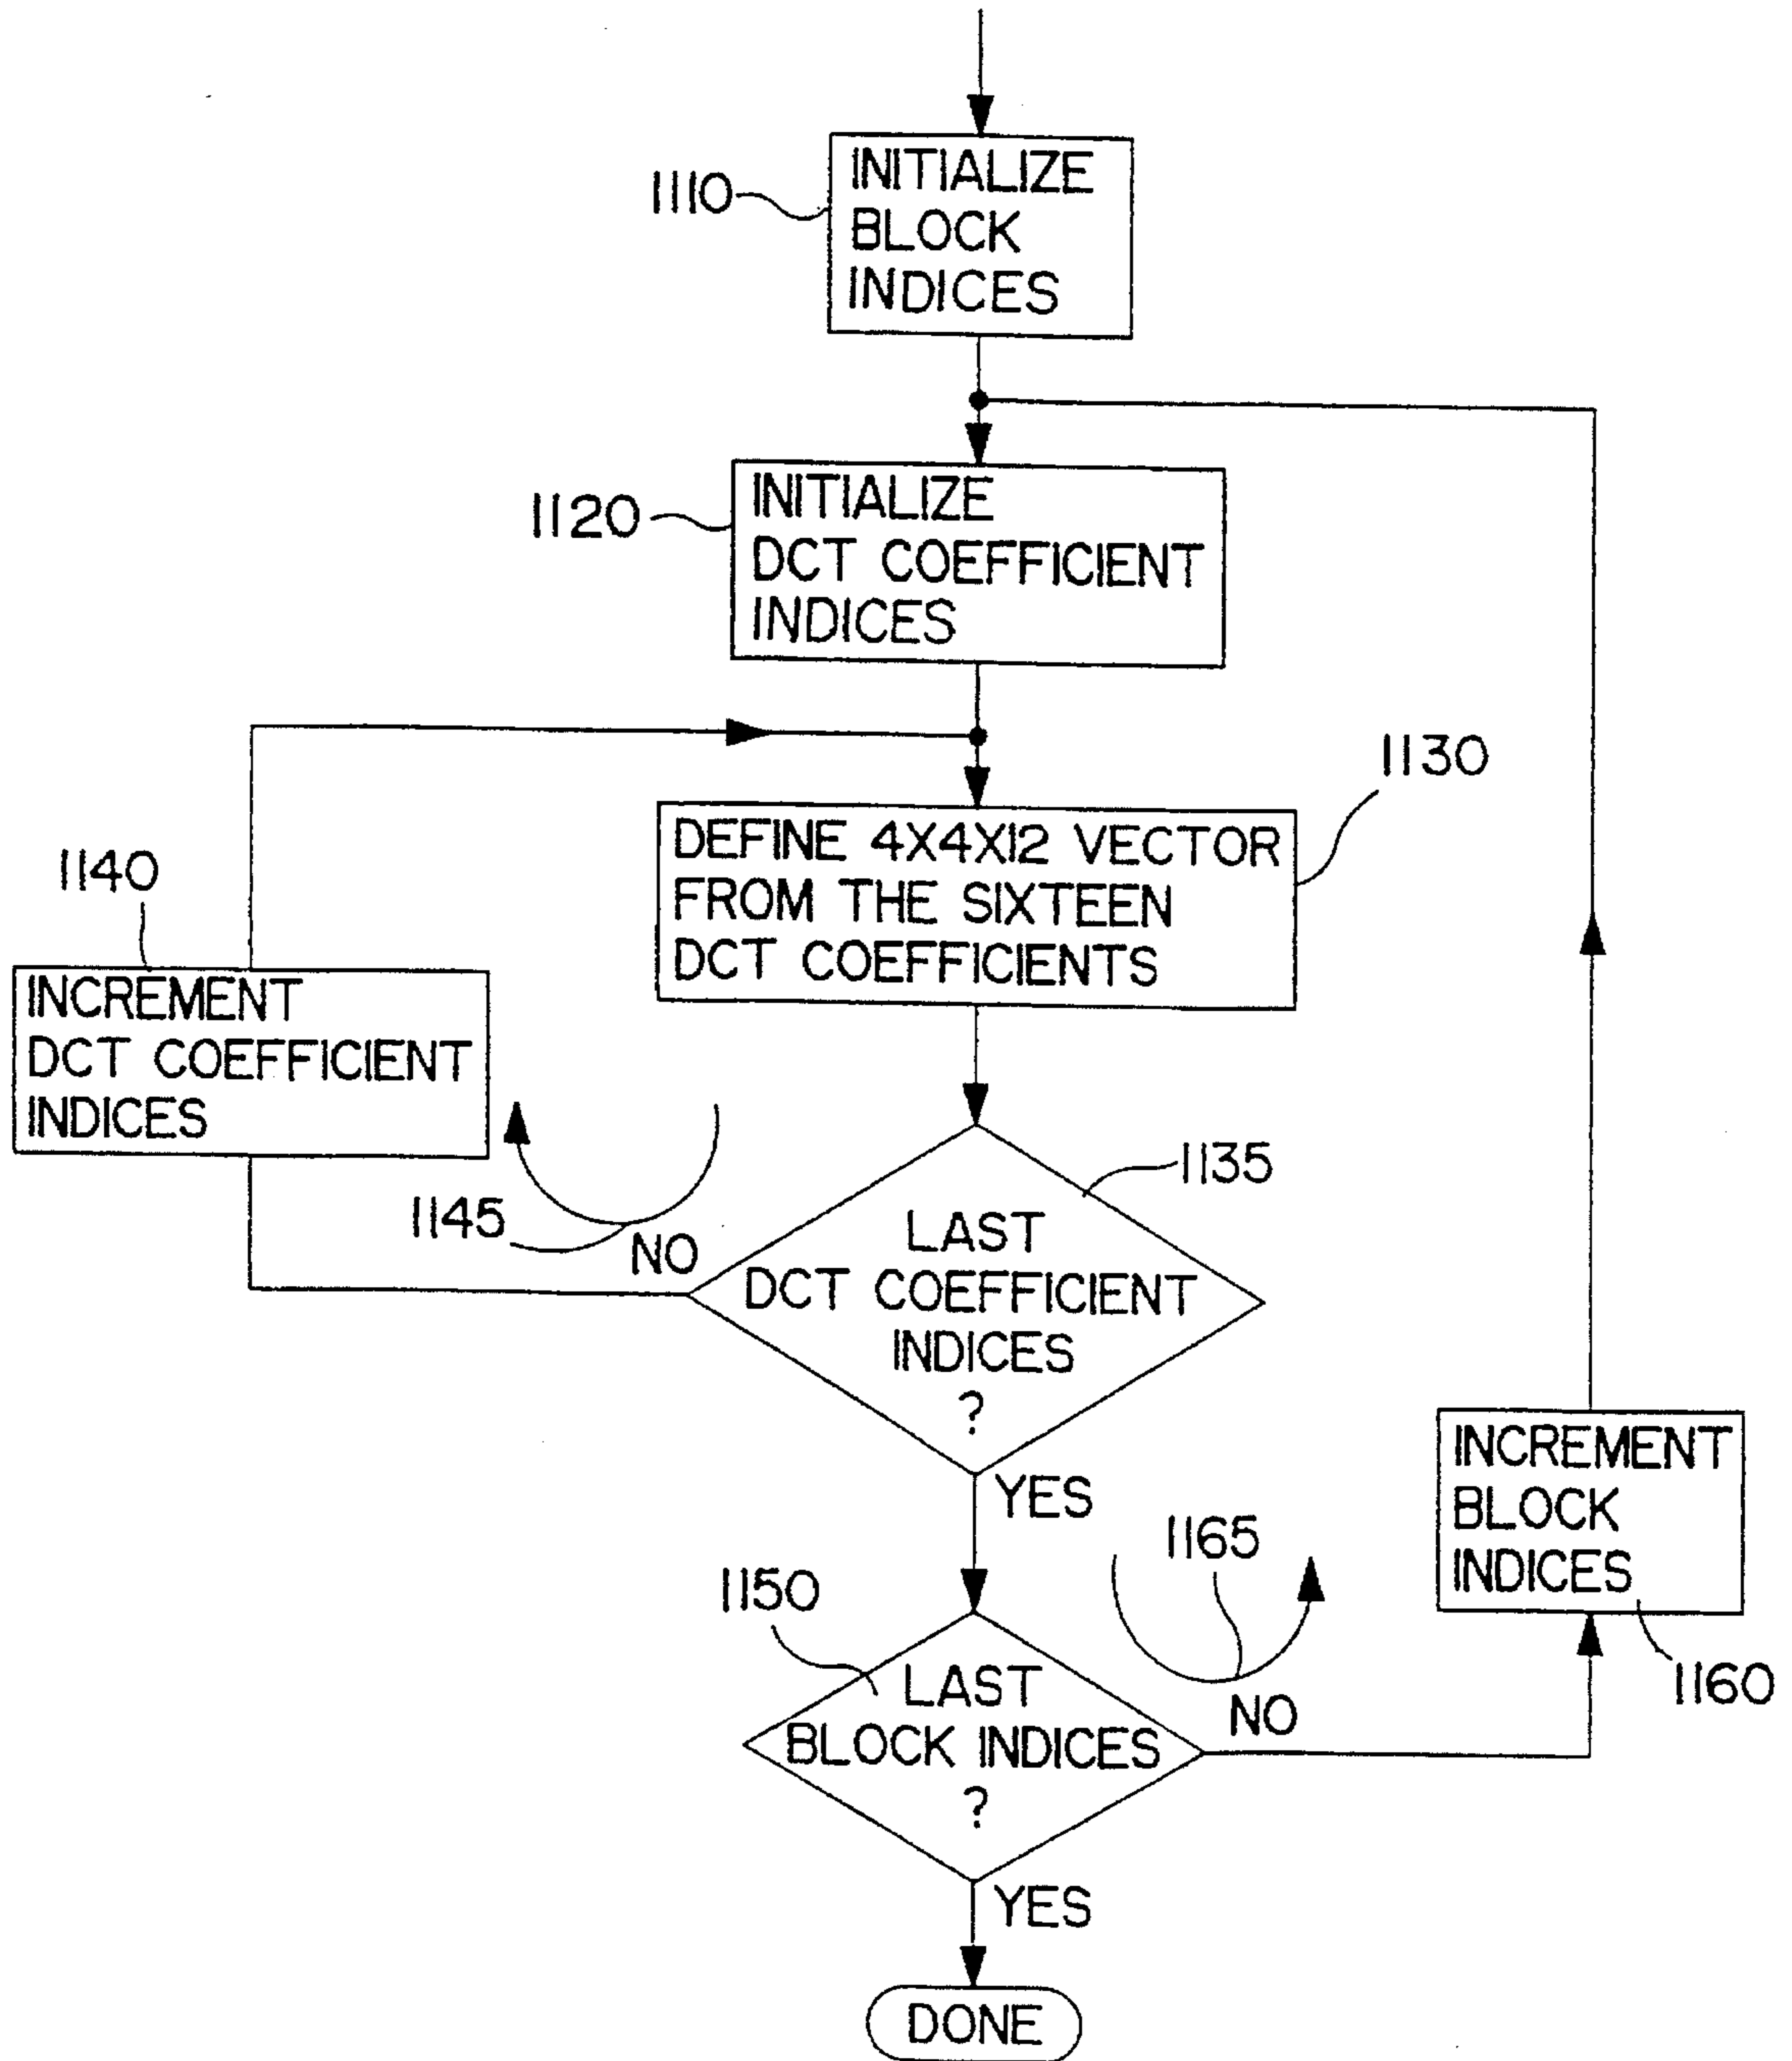 1110
INITIALIZE
BLOCK
INDICES
1120
INITIALIZE
DCT COEFFICIENT
INDICES
1130
DEFINE 4X4X12 VECTOR
FROM THE SIXTEEN
DCT COEFFICIENTS
1140
INCREMENT
DCT COEFFICIENT
INDICES
1145
NO
1135
LAST
DCT COEFFICIENT
INDICES
?
YES
1150
LAST
BLOCK INDICES
?
1165
NO
INCREMENT
BLOCK
INDICES
1160
YES
DONE